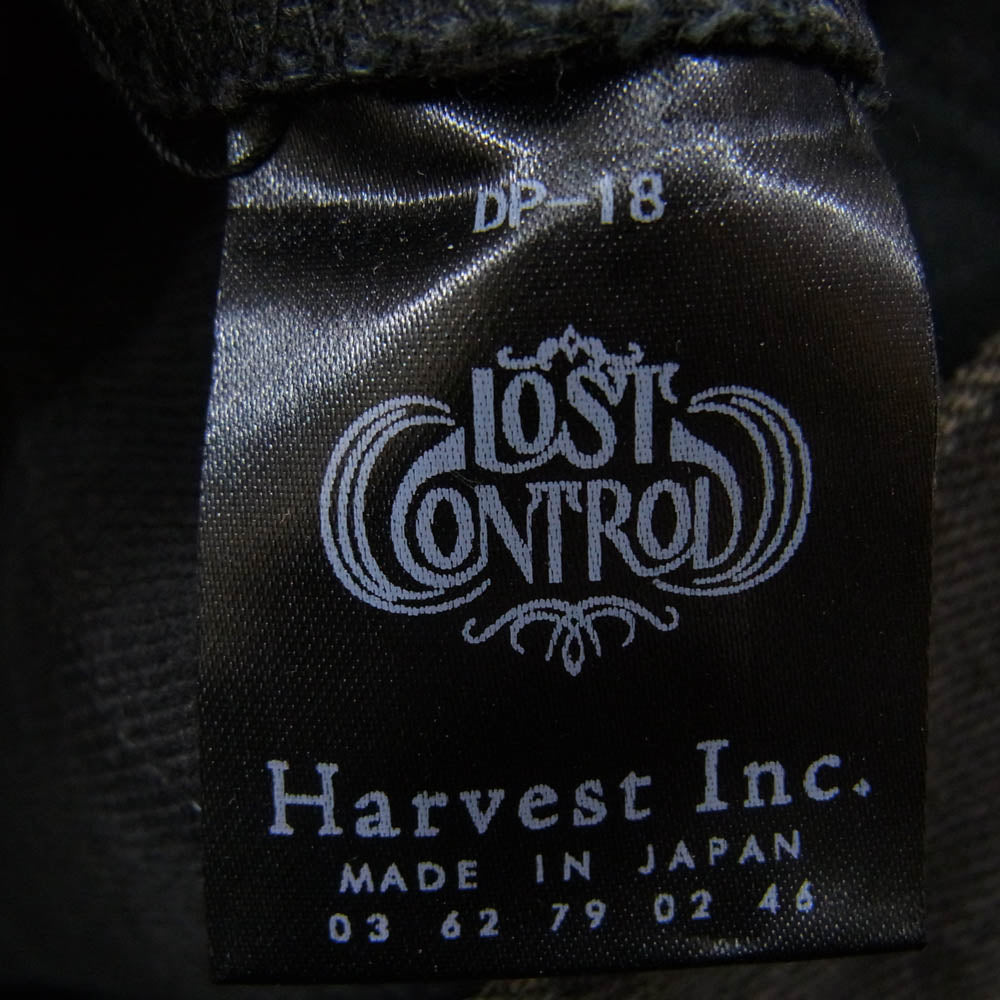 DP-18
LOST
CONTROL
Harvest Inc.
MADE IN JAPAN
03 62 79 02 46